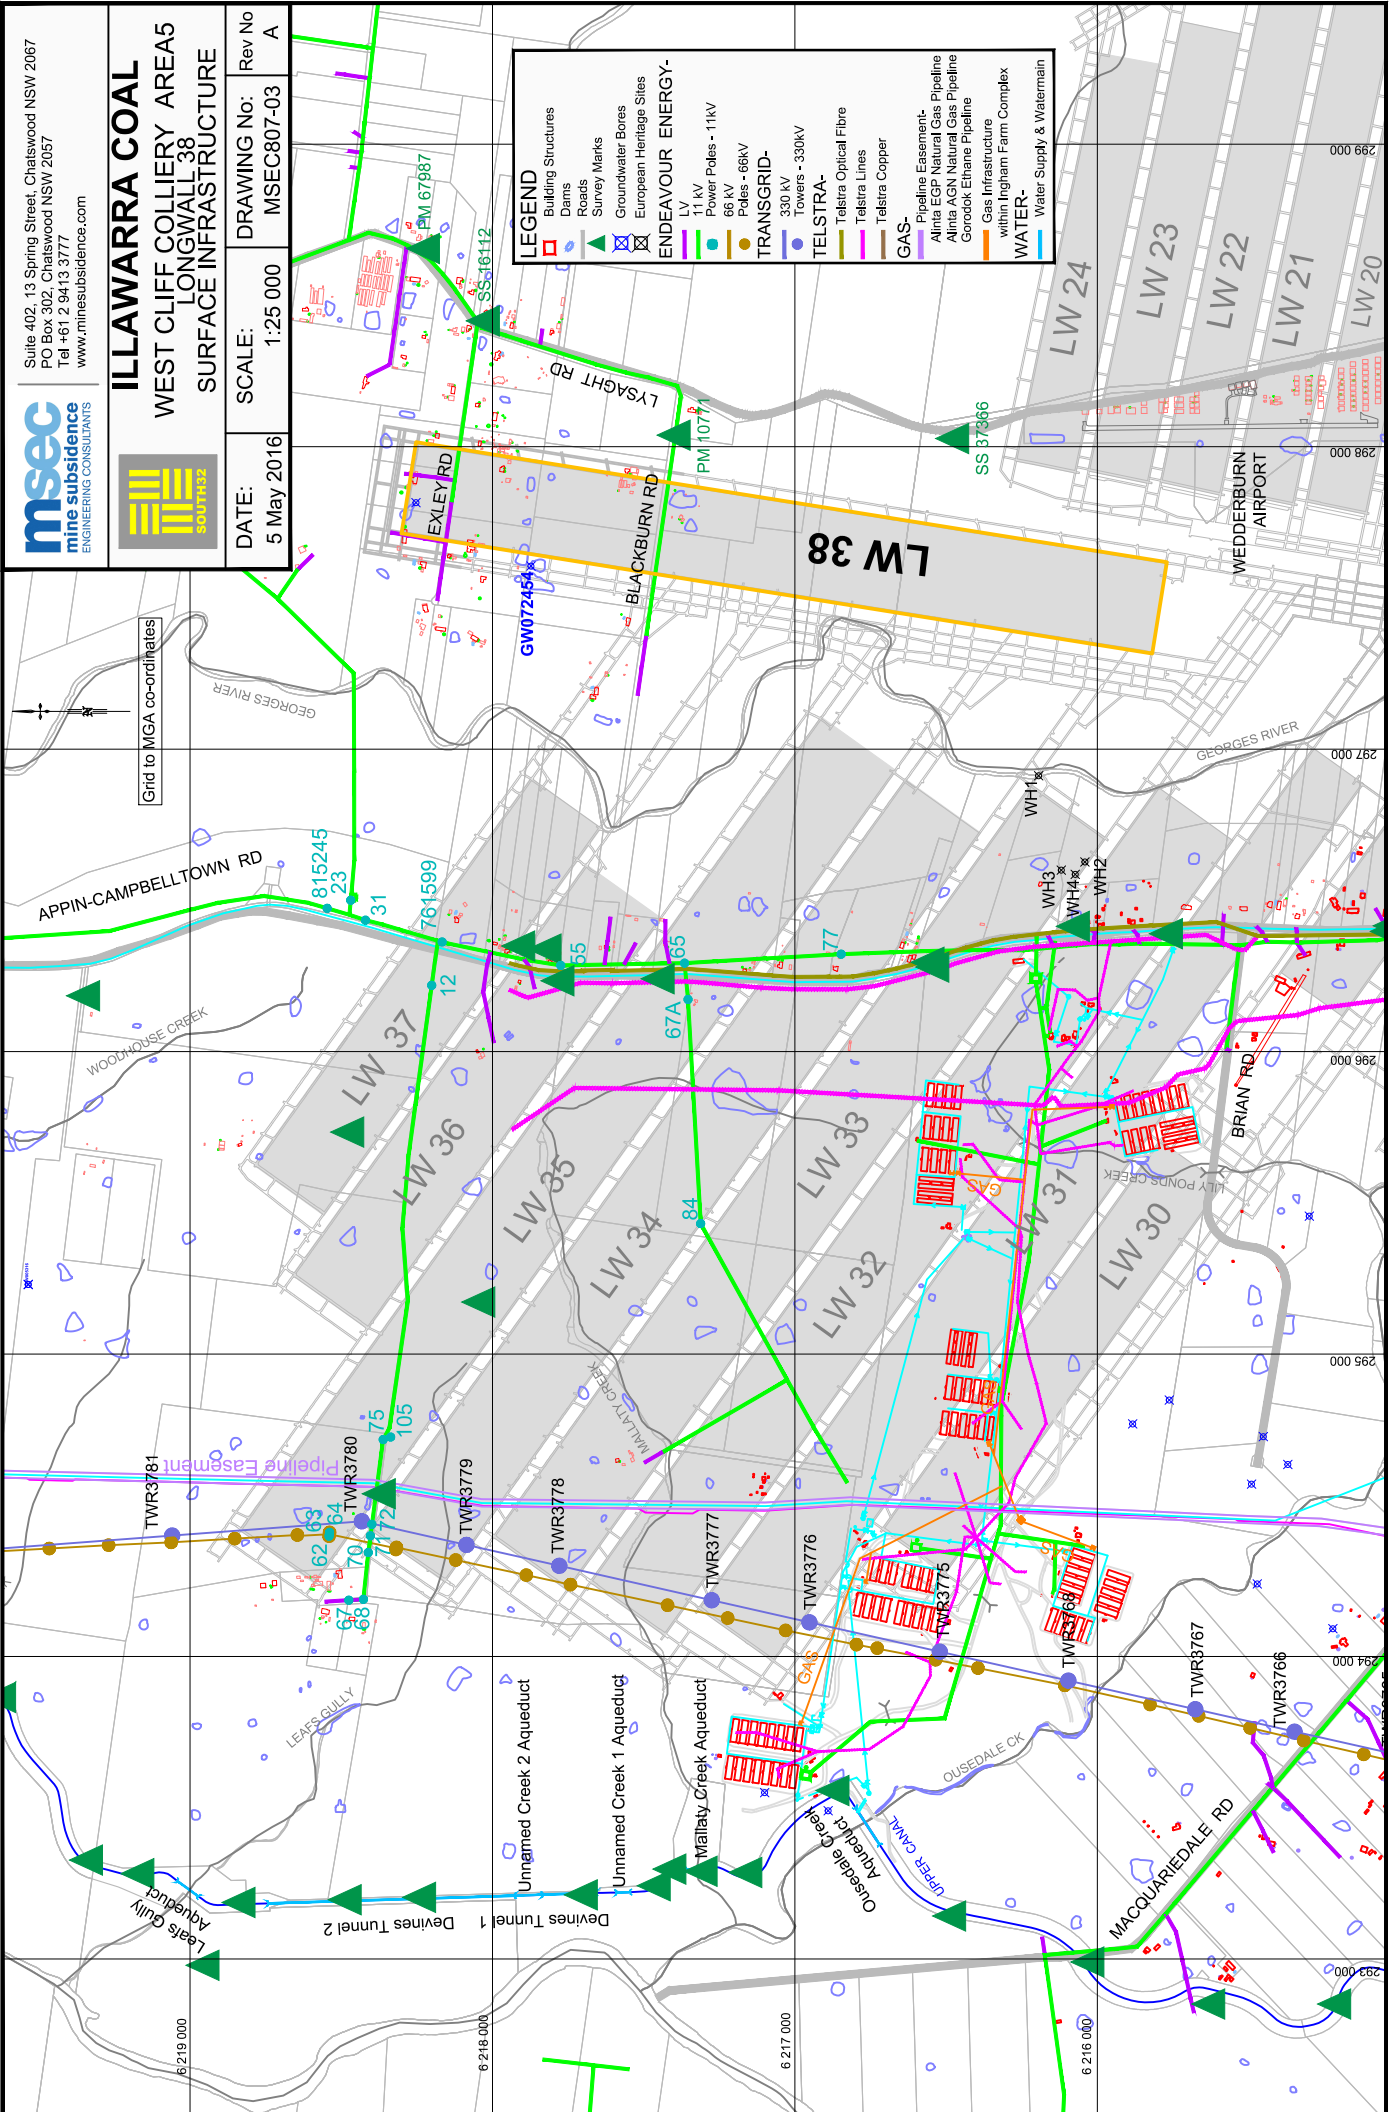 msec
mine subsidence
ENGINEERING CONSULTANTS
Suite 402, 13 Spring Street, Chatswood NSW 2067
PO Box 302, Chatswood NSW 2057
Tel +61 2 9413 3777
www.minesubsidence.com
SOUTH32
ILLAWARRA COAL
WEST CLIFF COLLIERY AREA5
LONGWALL 38
SURFACE INFRASTRUCTURE
DATE:
5 May 2016
SCALE:
1:25 000
DRAWING No:
MSEC807-03
Rev No
A
LEGEND
Building Structures
Dams
Roads
Survey Marks
Groundwater Bores
European Heritage Sites
ENDEAVOUR ENERGY-
LV
11 kV
Power Poles - 11kV
66 kV
Poles - 66kV
TRANSGRID-
330 kV
Towers - 330kV
TELSTRA-
Telstra Optical Fibre
Telstra Lines
Telstra Copper
GAS-
Pipeline Easement-
Alinta EGP Natural Gas Pipeline
Alinta AGN Natural Gas Pipeline
Gorodok Ethane Pipeline
Gas Infrastructure
within Ingham Farm Complex
WATER-
Water Supply & Watermain
Grid to MGA co-ordinates
N
PM 67987
SS 16112
PM 10771
SS 37366
LYSAGHT RD
EXLEY RD
BLACKBURN RD
GW072454
LW 38
WEDDERBURN
AIRPORT
LW 24
LW 23
LW 22
LW 21
LW 20
299 000
298 000
297 000
296 000
295 000
294 000
293 000
GEORGES RIVER
GEORGES RIVER
APPIN-CAMPBELLTOWN RD
815245
23
31
761599
12
55
65
67A
77
84
WH1
WH3
WH4
WH2
WOODHOUSE CREEK
LW 37
LW 36
LW 35
LW 34
LW 33
LW 32
LW 31
LW 30
BRIAN RD
LILY PONDS CREEK
MALLATY CREEK
GAS
GAS
GAS
GAS
75
105
Pipeline Easement
TWR3781
TWR3780
TWR3779
TWR3778
TWR3777
TWR3776
TWR3775
TWR3768
TWR3767
TWR3766
62
63
64
70
71
72
67
68
LEAFS GULLY
OUSEDALE CK
Unnamed Creek 2 Aqueduct
Unnamed Creek 1 Aqueduct
Mallaty Creek Aqueduct
Ousedale Creek
Aqueduct
UPPER CANAL
MACQUARIEDALE RD
Leafs Gully
Aqueduct
Devines Tunnel 2
Devines Tunnel 1
6 219 000
6 218 000
6 217 000
6 216 000